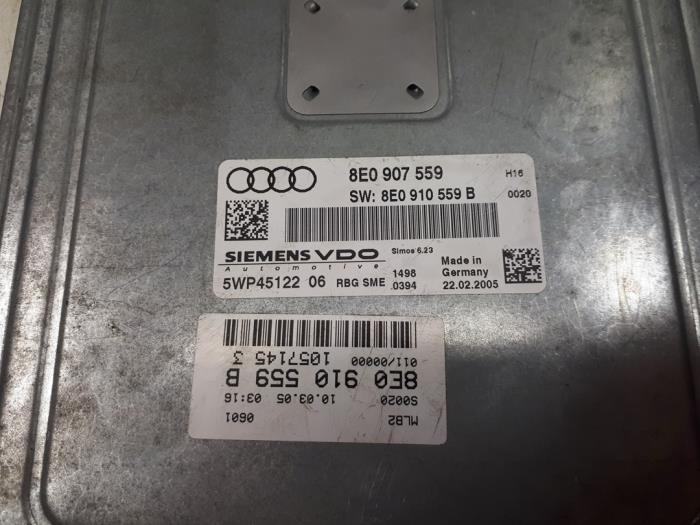 8E0 907 559 H16
SW: 8E0 910 559 B 0020
SIEMENS VDO Simos 6.23
Automotive
1498 Made in
5WP45122 06 RBG SME .0394 Germany
22.02.2005
MLB2 0601
S0020 10.03.05 03:16
8E0 910 559 B
011/00000
1057145 3